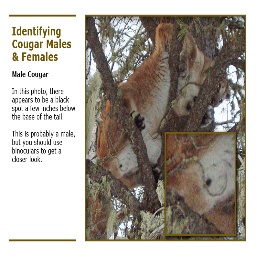 Identifying
Cougar Males
& Females
Male Cougar
In this photo, there
appears to be a black
spot a few inches below
the base of the tail
This is probably a male,
but you should use
binoculars to get a
closer look.